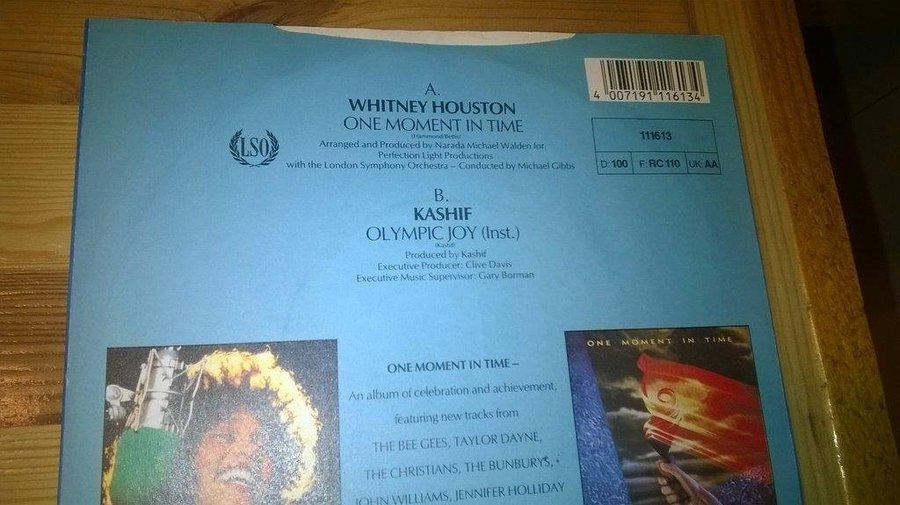 A.
WHITNEY HOUSTON
ONE MOMENT IN TIME
(Hammond/Bettis)
Arranged and Produced by Narada Michael Walden for
Perfection Light Productions
with the London Symphony Orchestra – Conducted by Michael Gibbs
LSO
4 007191 116134
111613
D: 100 F: RC 110 UK: AA
B.
KASHIF
OLYMPIC JOY (Inst.)
(Kashif)
Produced by Kashif
Executive Producer: Clive Davis
Executive Music Supervisor: Gary Borman
ONE MOMENT IN TIME –
An album of celebration and achievement,
featuring new tracks from
THE BEE GEES, TAYLOR DAYNE,
THE CHRISTIANS, THE BUNBURYS,
JOHN WILLIAMS, JENNIFER HOLLIDAY
ONE MOMENT IN TIME